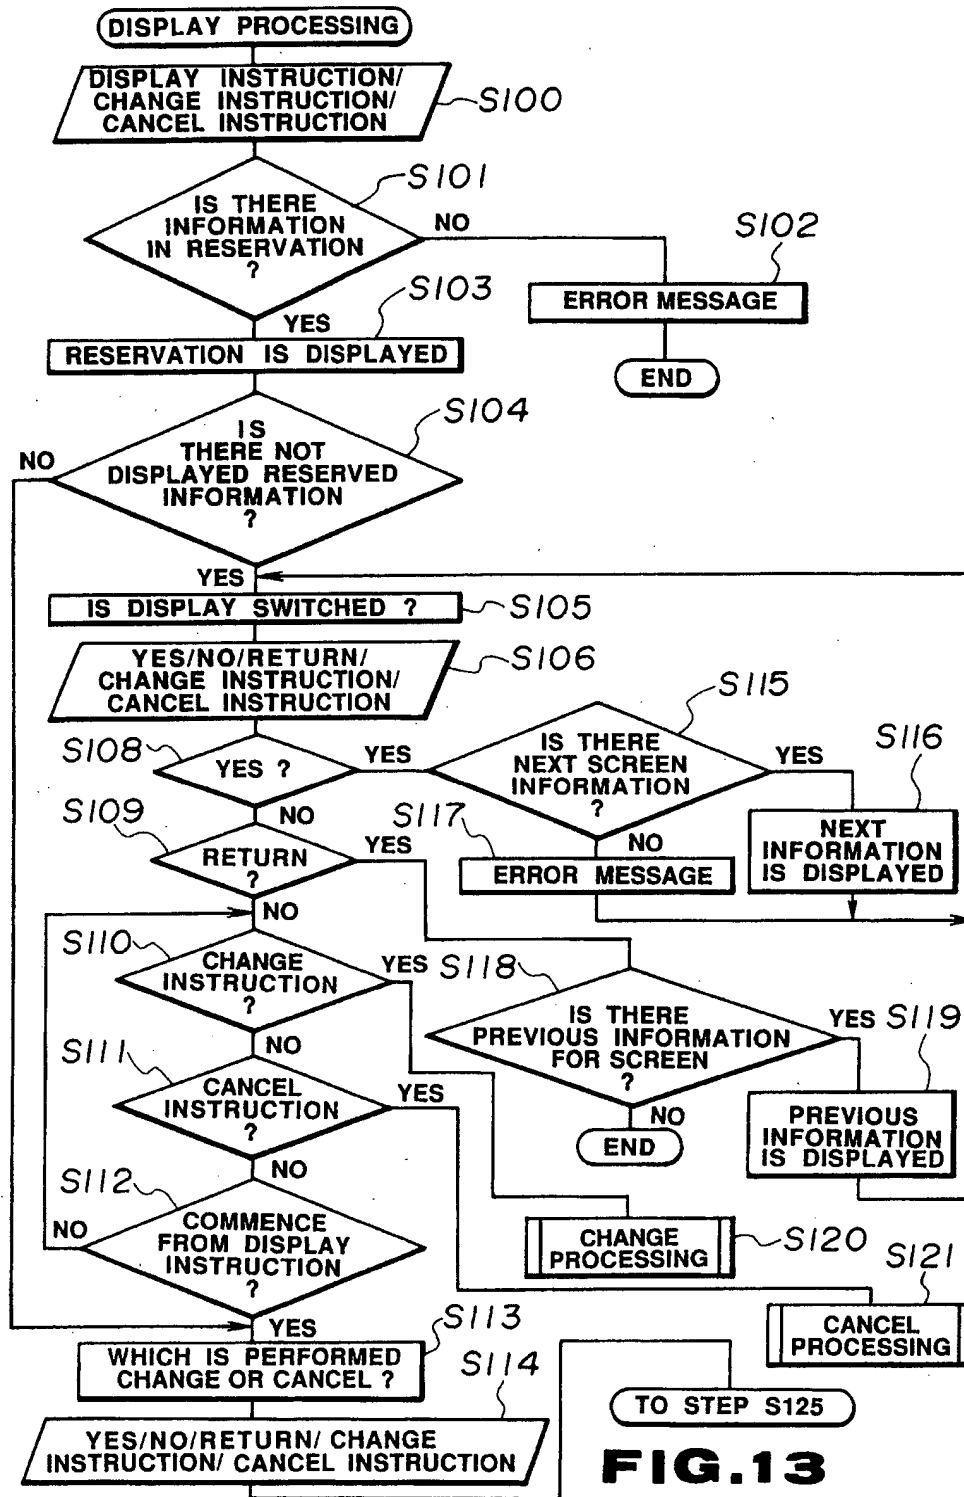 DISPLAY PROCESSING
DISPLAY INSTRUCTION/
CHANGE INSTRUCTION/
CANCEL INSTRUCTION
S100
S101
IS THERE
INFORMATION
IN RESERVATION
?
NO
S102
ERROR MESSAGE
END
S103
YES
RESERVATION IS DISPLAYED
S104
IS
THERE NOT
DISPLAYED RESERVED
INFORMATION
?
NO
YES
IS DISPLAY SWITCHED ?
S105
YES/NO/RETURN/
CHANGE INSTRUCTION/
CANCEL INSTRUCTION
S106
S108
YES ?
YES
NO
S115
IS THERE
NEXT SCREEN
INFORMATION
?
YES
NO
S116
NEXT
INFORMATION
IS DISPLAYED
S117
ERROR MESSAGE
S109
RETURN
?
YES
NO
S110
CHANGE
INSTRUCTION
?
YES
NO
S118
IS THERE
PREVIOUS INFORMATION
FOR SCREEN
?
YES
NO
END
S119
PREVIOUS
INFORMATION
IS DISPLAYED
S111
CANCEL
INSTRUCTION
?
YES
NO
S112
COMMENCE
FROM DISPLAY
INSTRUCTION
?
NO
YES
CHANGE
PROCESSING
S120
S121
CANCEL
PROCESSING
S113
WHICH IS PERFORMED
CHANGE OR CANCEL ?
S114
YES/NO/RETURN/ CHANGE
INSTRUCTION/ CANCEL INSTRUCTION
TO STEP S125
FIG.13